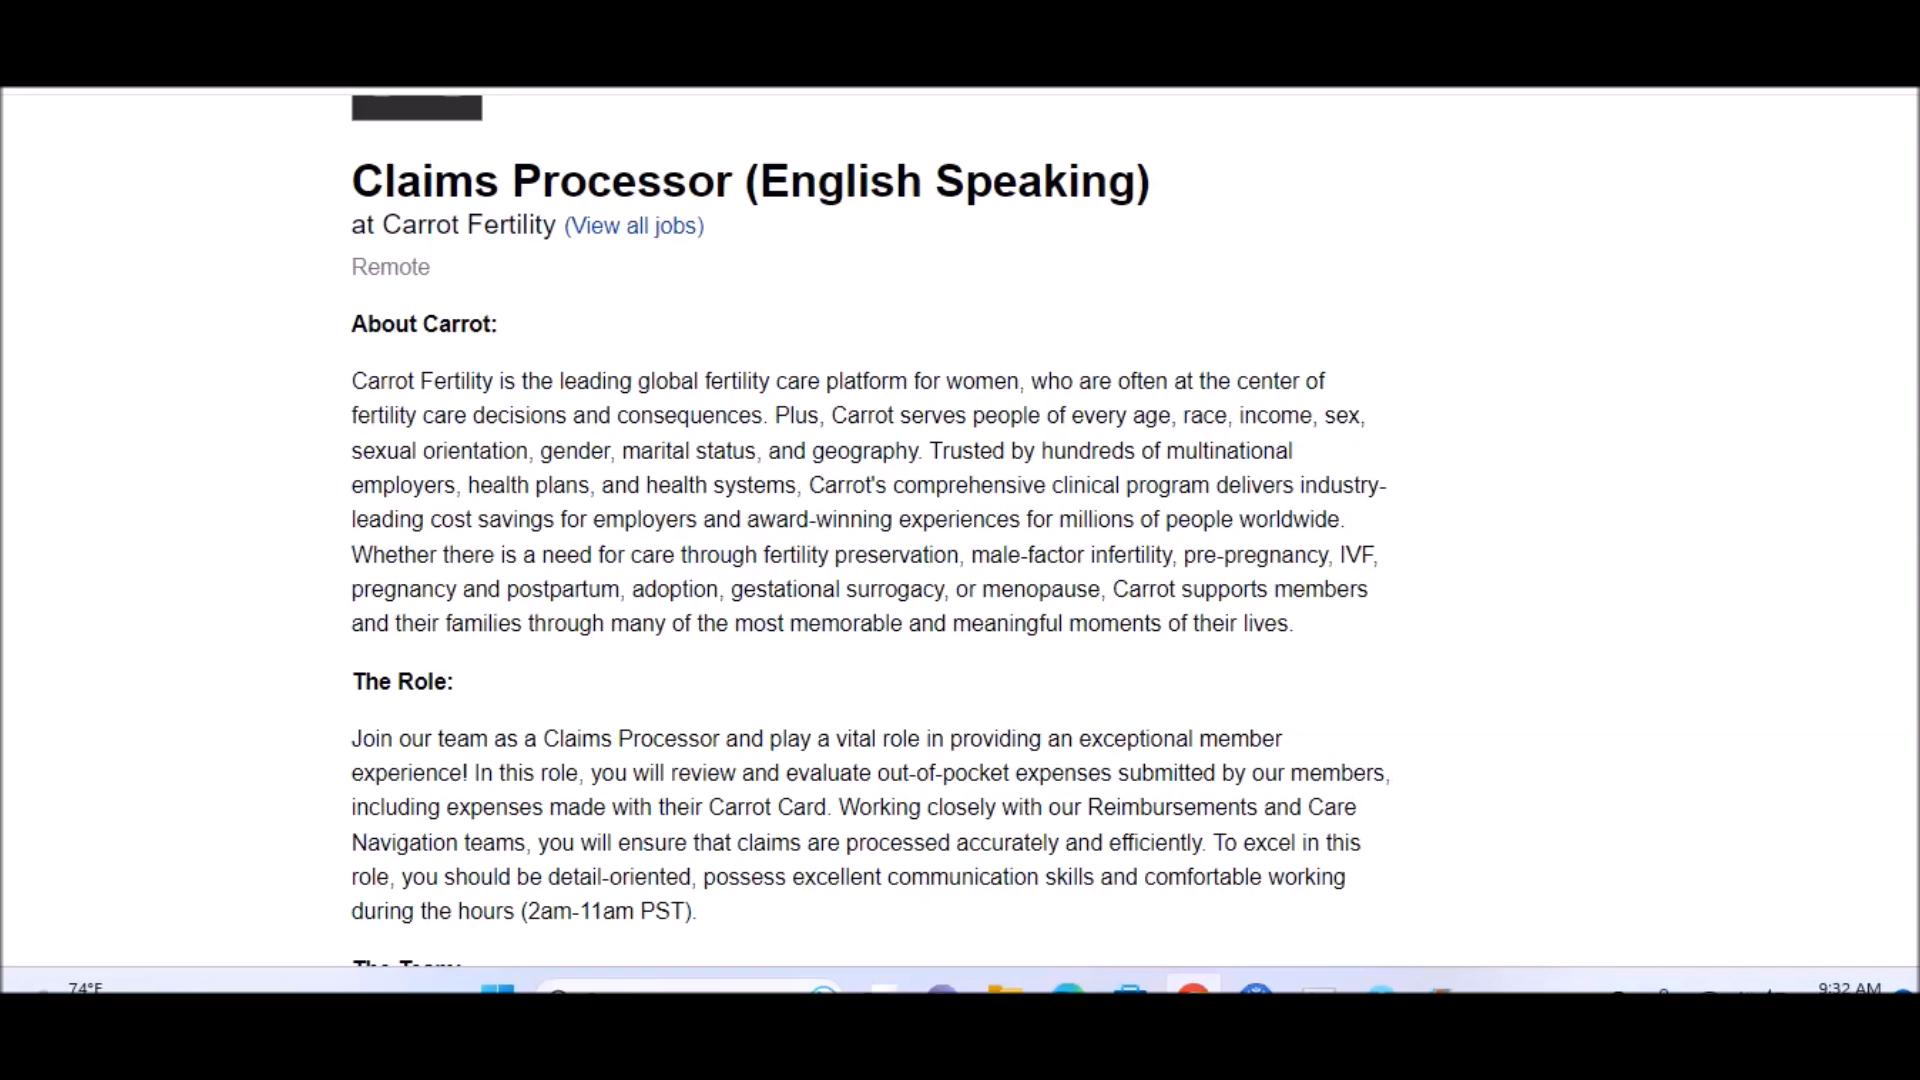 Claims Processor (English Speaking)
at Carrot Fertility (View all jobs)
Remote
About Carrot:
Carrot Fertility is the leading global fertility care platform for women, who are often at the center of
fertility care decisions and consequences. Plus, Carrot serves people of every age, race, income, sex,
sexual orientation, gender, marital status, and geography. Trusted by hundreds of multinational
employers, health plans, and health systems, Carrot's comprehensive clinical program delivers industry-
leading cost savings for employers and award-winning experiences for millions of people worldwide.
Whether there is a need for care through fertility preservation, male-factor infertility, pre-pregnancy, IVF,
pregnancy and postpartum, adoption, gestational surrogacy, or menopause, Carrot supports members
and their families through many of the most memorable and meaningful moments of their lives.
The Role:
Join our team as a Claims Processor and play a vital role in providing an exceptional member
experience! In this role, you will review and evaluate out-of-pocket expenses submitted by our members,
including expenses made with their Carrot Card. Working closely with our Reimbursements and Care
Navigation teams, you will ensure that claims are processed accurately and efficiently. To excel in this
role, you should be detail-oriented, possess excellent communication skills and comfortable working
during the hours (2am-11am PST).
The Team:
74°F
9:32 AM